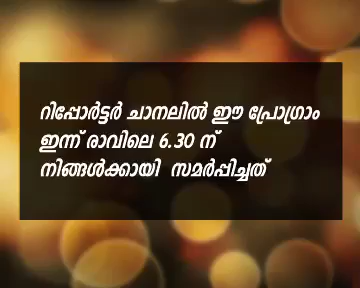 റിപ്പോർട്ടർ ചാനലിൽ ഈ പ്രോഗ്രാം
ഇന്ന് രാവിലെ 6.30 ന്
നിങ്ങൾക്കായി സമർപ്പിച്ചത്